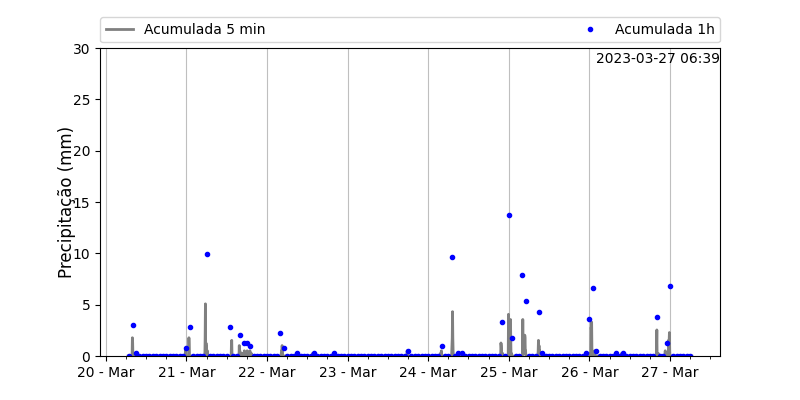 Acumulada 5 min
Acumulada 1h
2023-03-27 06:39
Precipitação (mm)
30
25
20
15
10
5
0
20 - Mar
21 - Mar
22 - Mar
23 - Mar
24 - Mar
25 - Mar
26 - Mar
27 - Mar